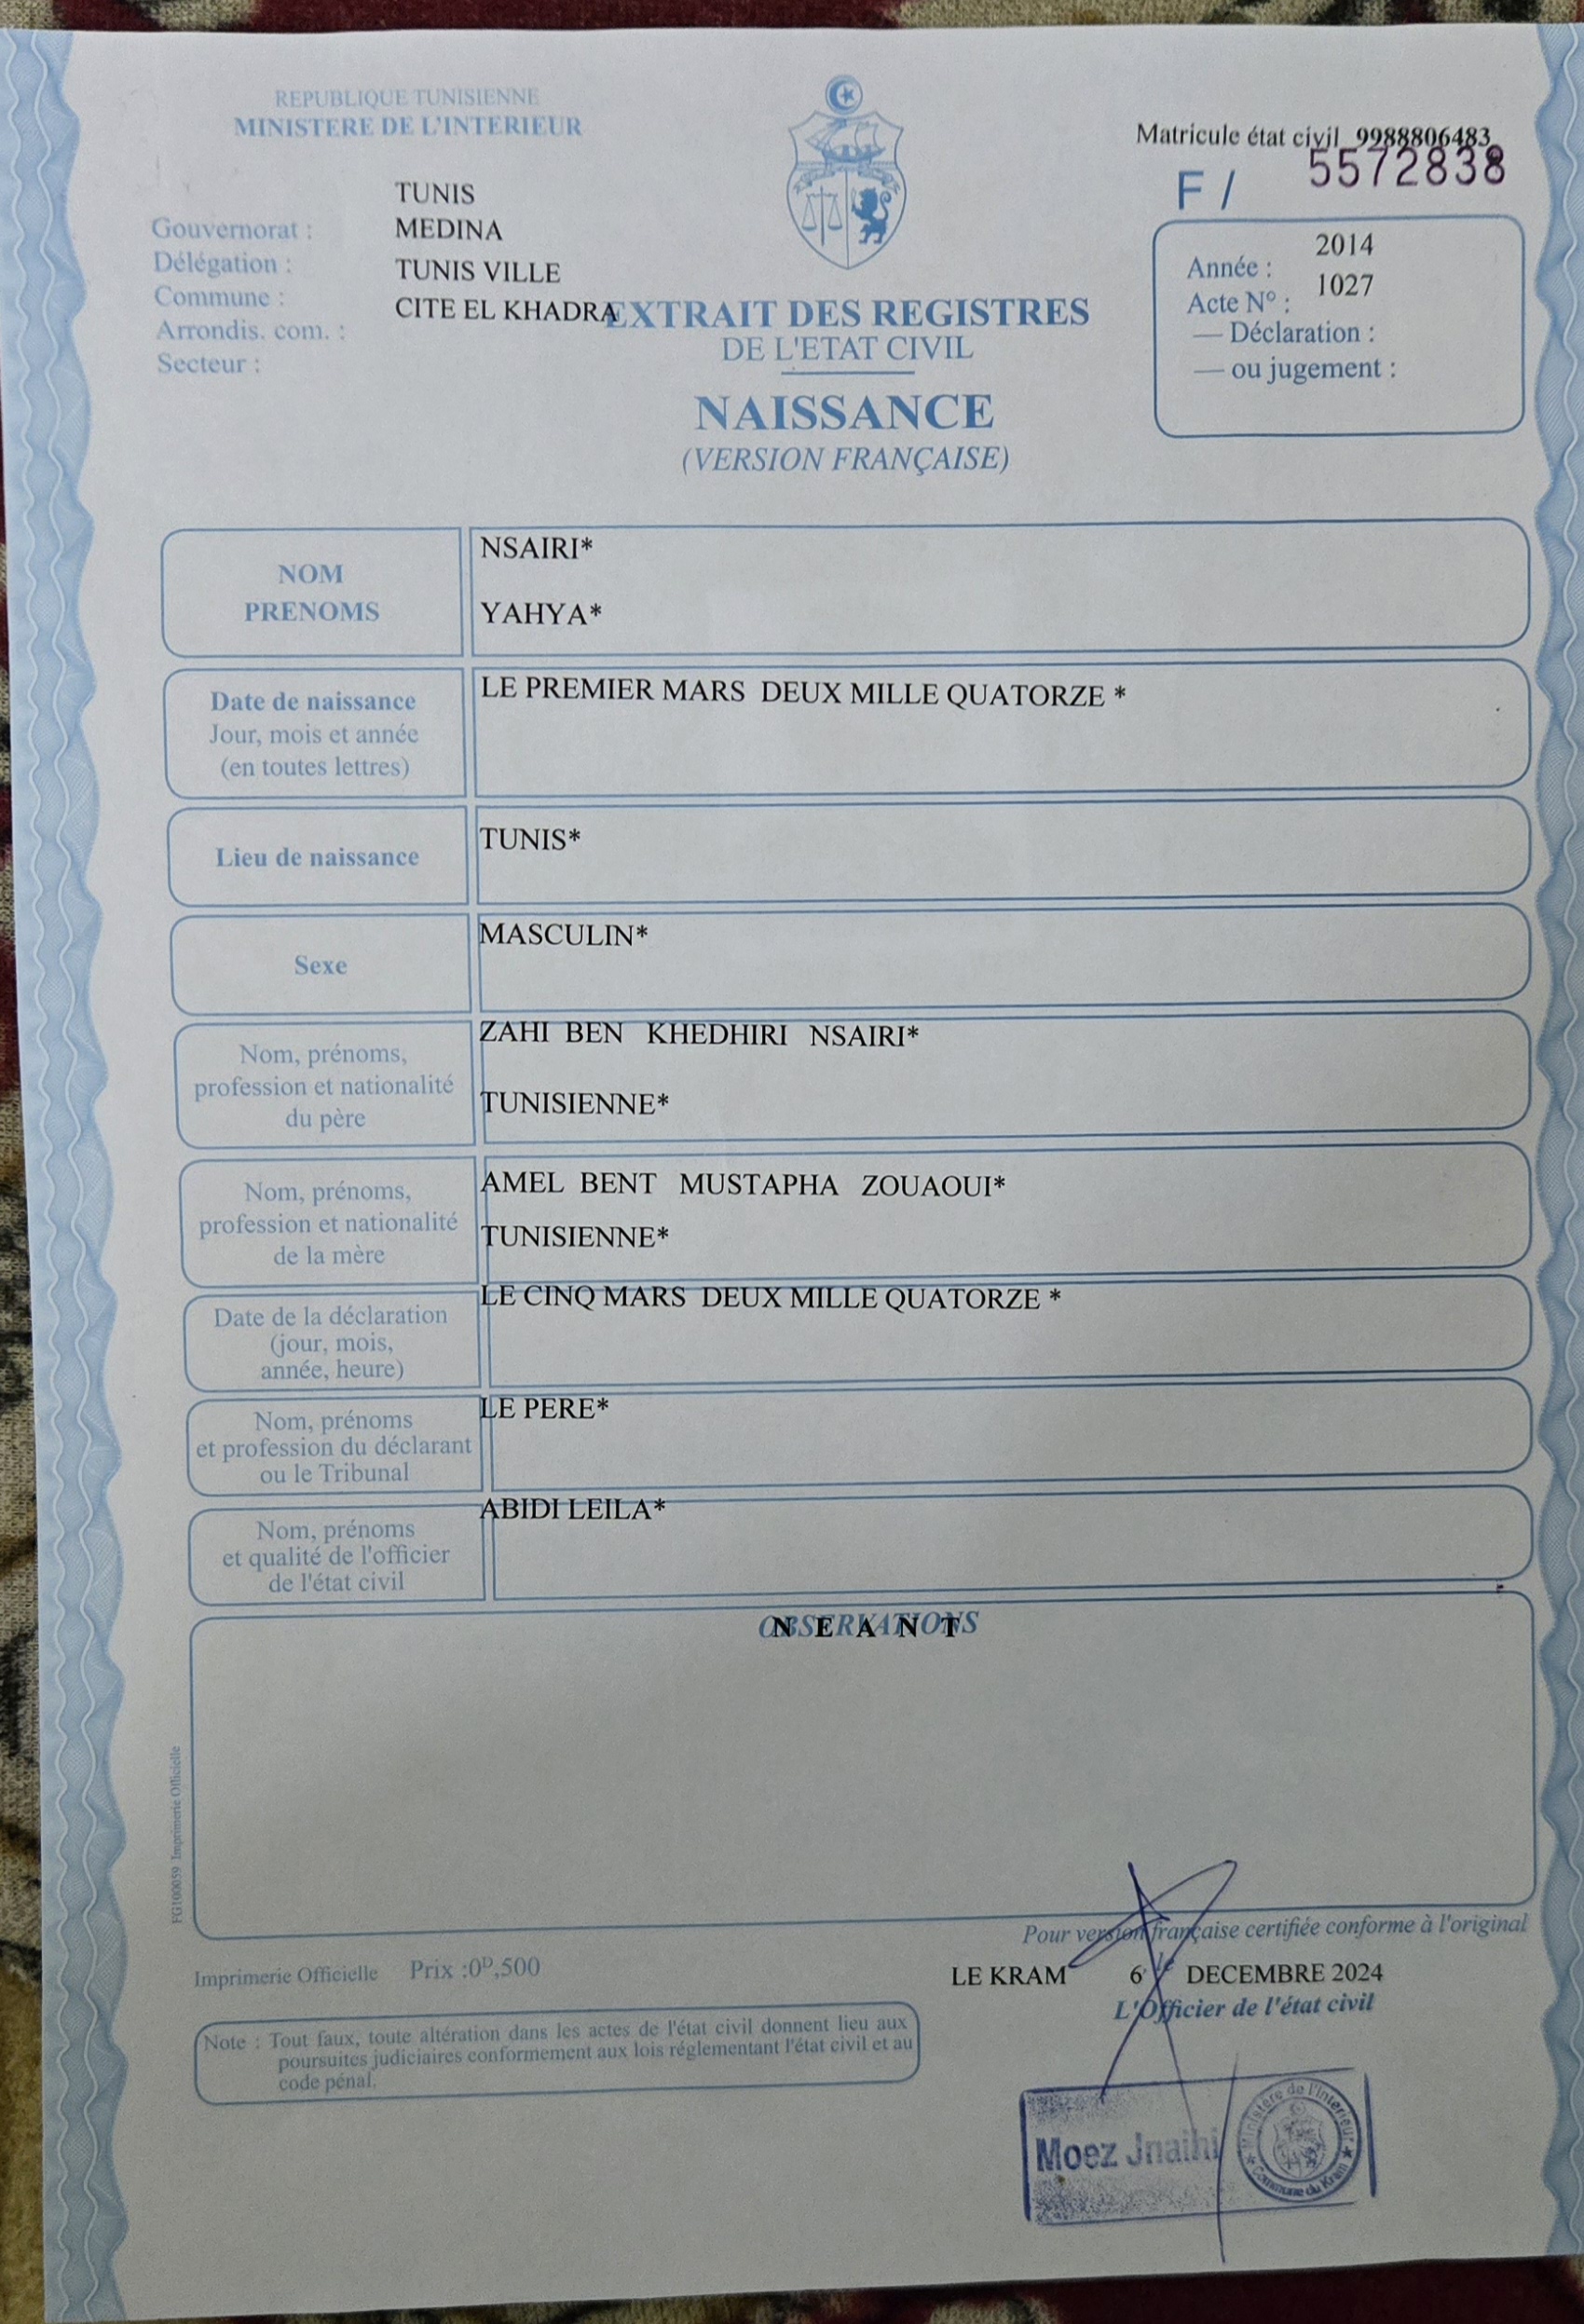 REPUBLIQUE TUNISIENNE
MINISTERE DE L'INTERIEUR
Matricule état civil 9988806483
F / 5572838
TUNIS
Gouvernorat : MEDINA
Délégation : TUNIS VILLE
Commune : CITE EL KHADRA
Arrondis. com. :
Secteur :
EXTRAIT DES REGISTRES
DE L'ETAT CIVIL
NAISSANCE
(VERSION FRANÇAISE)
Année : 2014
Acte N° : 1027
— Déclaration :
— ou jugement :
NOM
PRENOMS
NSAIRI*
YAHYA*
Date de naissance
Jour, mois et année
(en toutes lettres)
LE PREMIER MARS DEUX MILLE QUATORZE *
Lieu de naissance
TUNIS*
Sexe
MASCULIN*
Nom, prénoms,
profession et nationalité
du père
ZAHI BEN KHEDHIRI NSAIRI*
TUNISIENNE*
Nom, prénoms,
profession et nationalité
de la mère
AMEL BENT MUSTAPHA ZOUAOUI*
TUNISIENNE*
Date de la déclaration
(jour, mois,
année, heure)
LE CINQ MARS DEUX MILLE QUATORZE *
Nom, prénoms
et profession du déclarant
ou le Tribunal
LE PERE*
Nom, prénoms
et qualité de l'officier
de l'état civil
ABIDI LEILA*
OBSERVATIONS
N E A N T
FG100059 Imprimerie Officielle
Pour version française certifiée conforme à l'original
Imprimerie Officielle Prix :0ᴰ,500
LE KRAM 6 le DECEMBRE 2024
L'Officier de l'état civil
Note : Tout faux, toute altération dans les actes de l'état civil donnent lieu aux
poursuites judiciaires conformement aux lois réglementant l'état civil et au
code pénal.
Moez Jnaihi
Ministère de l'Intérieur
Commune du Kram